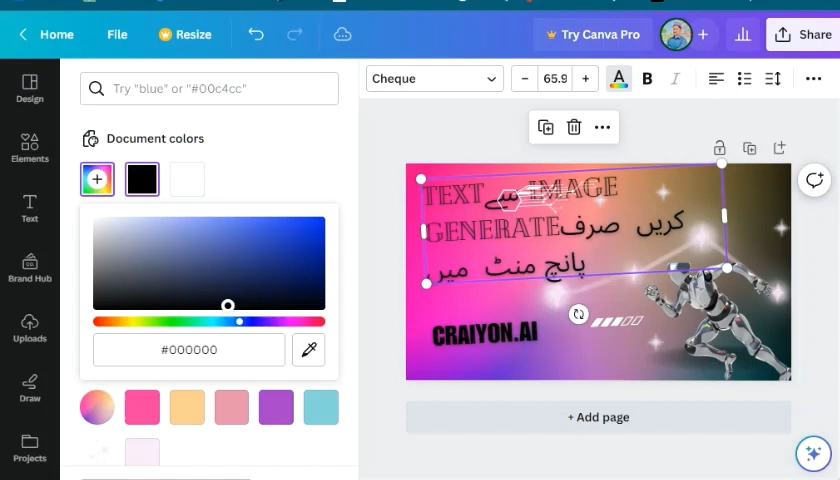 Home
File
Resize
Try Canva Pro
Share
Design
Elements
Text
Brand Hub
Uploads
Draw
Projects
Try "blue" or "#00c4cc"
Document colors
#000000
Cheque
65.9
A
B
I
TEXT سے IMAGE
GENERATE کریں صرف
پانچ منٹ میں
CRAIYON.AI
+ Add page